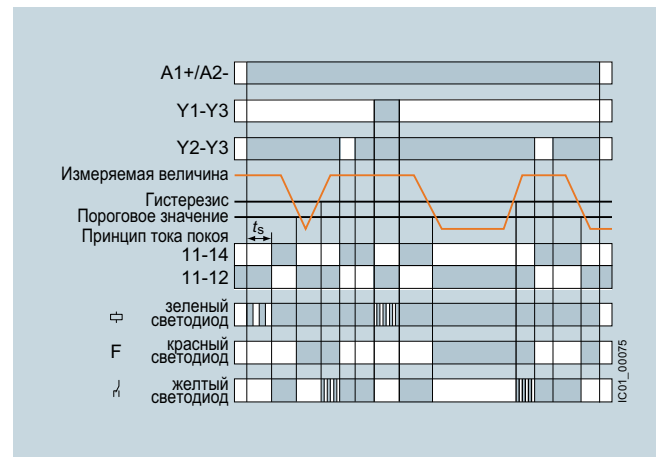 A1+/A2-
Y1-Y3
Y2-Y3
Измеряемая величина
Гистерезис
Пороговое значение
Принцип тока покоя
ts
11-14
11-12
зеленый
светодиод
F
красный
светодиод
желтый
светодиод
IC01_00075